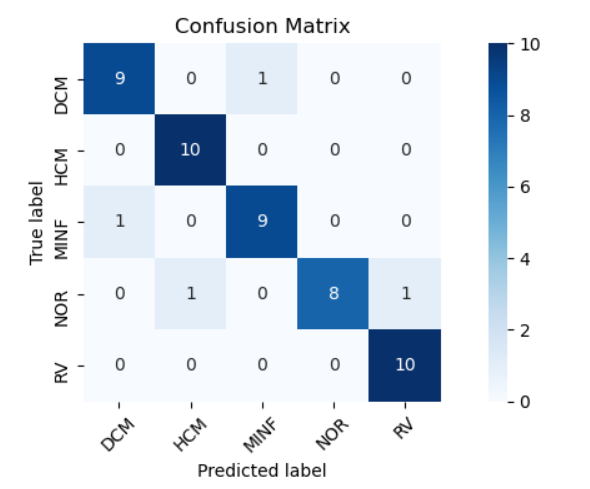 Confusion Matrix
True label
DCM 9 0 1 0 0
HCM 0 10 0 0 0
MINF 1 0 9 0 0
NOR 0 1 0 8 1
RV 0 0 0 0 10
DCM HCM MINF NOR RV
Predicted label
10
8
6
4
2
0